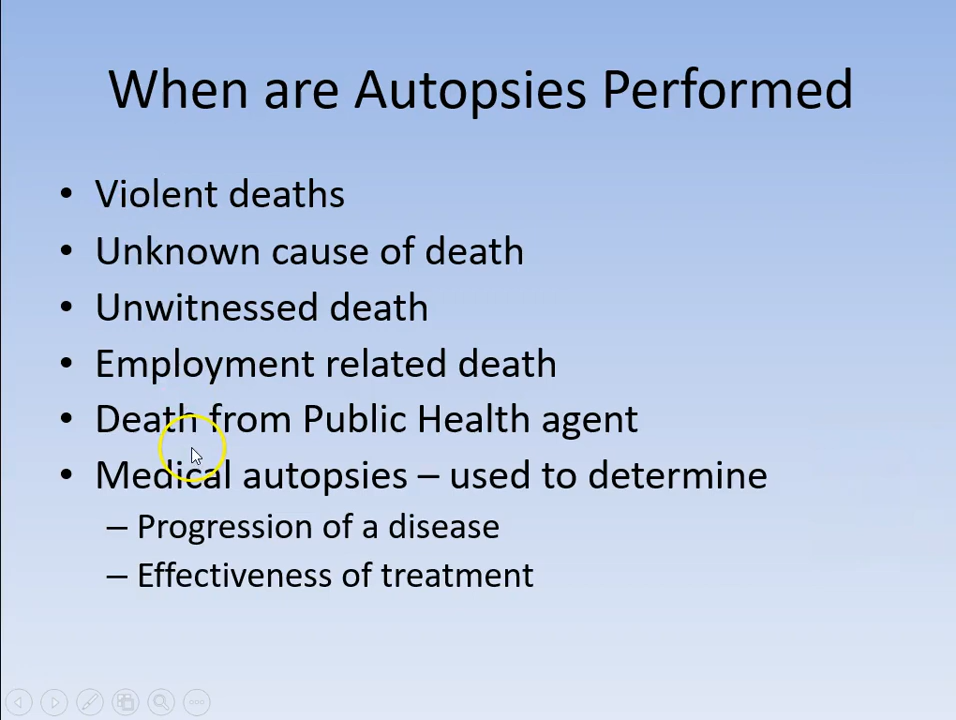 When are Autopsies Performed
• Violent deaths
• Unknown cause of death
• Unwitnessed death
• Employment related death
• Death from Public Health agent
• Medical autopsies – used to determine
– Progression of a disease
– Effectiveness of treatment